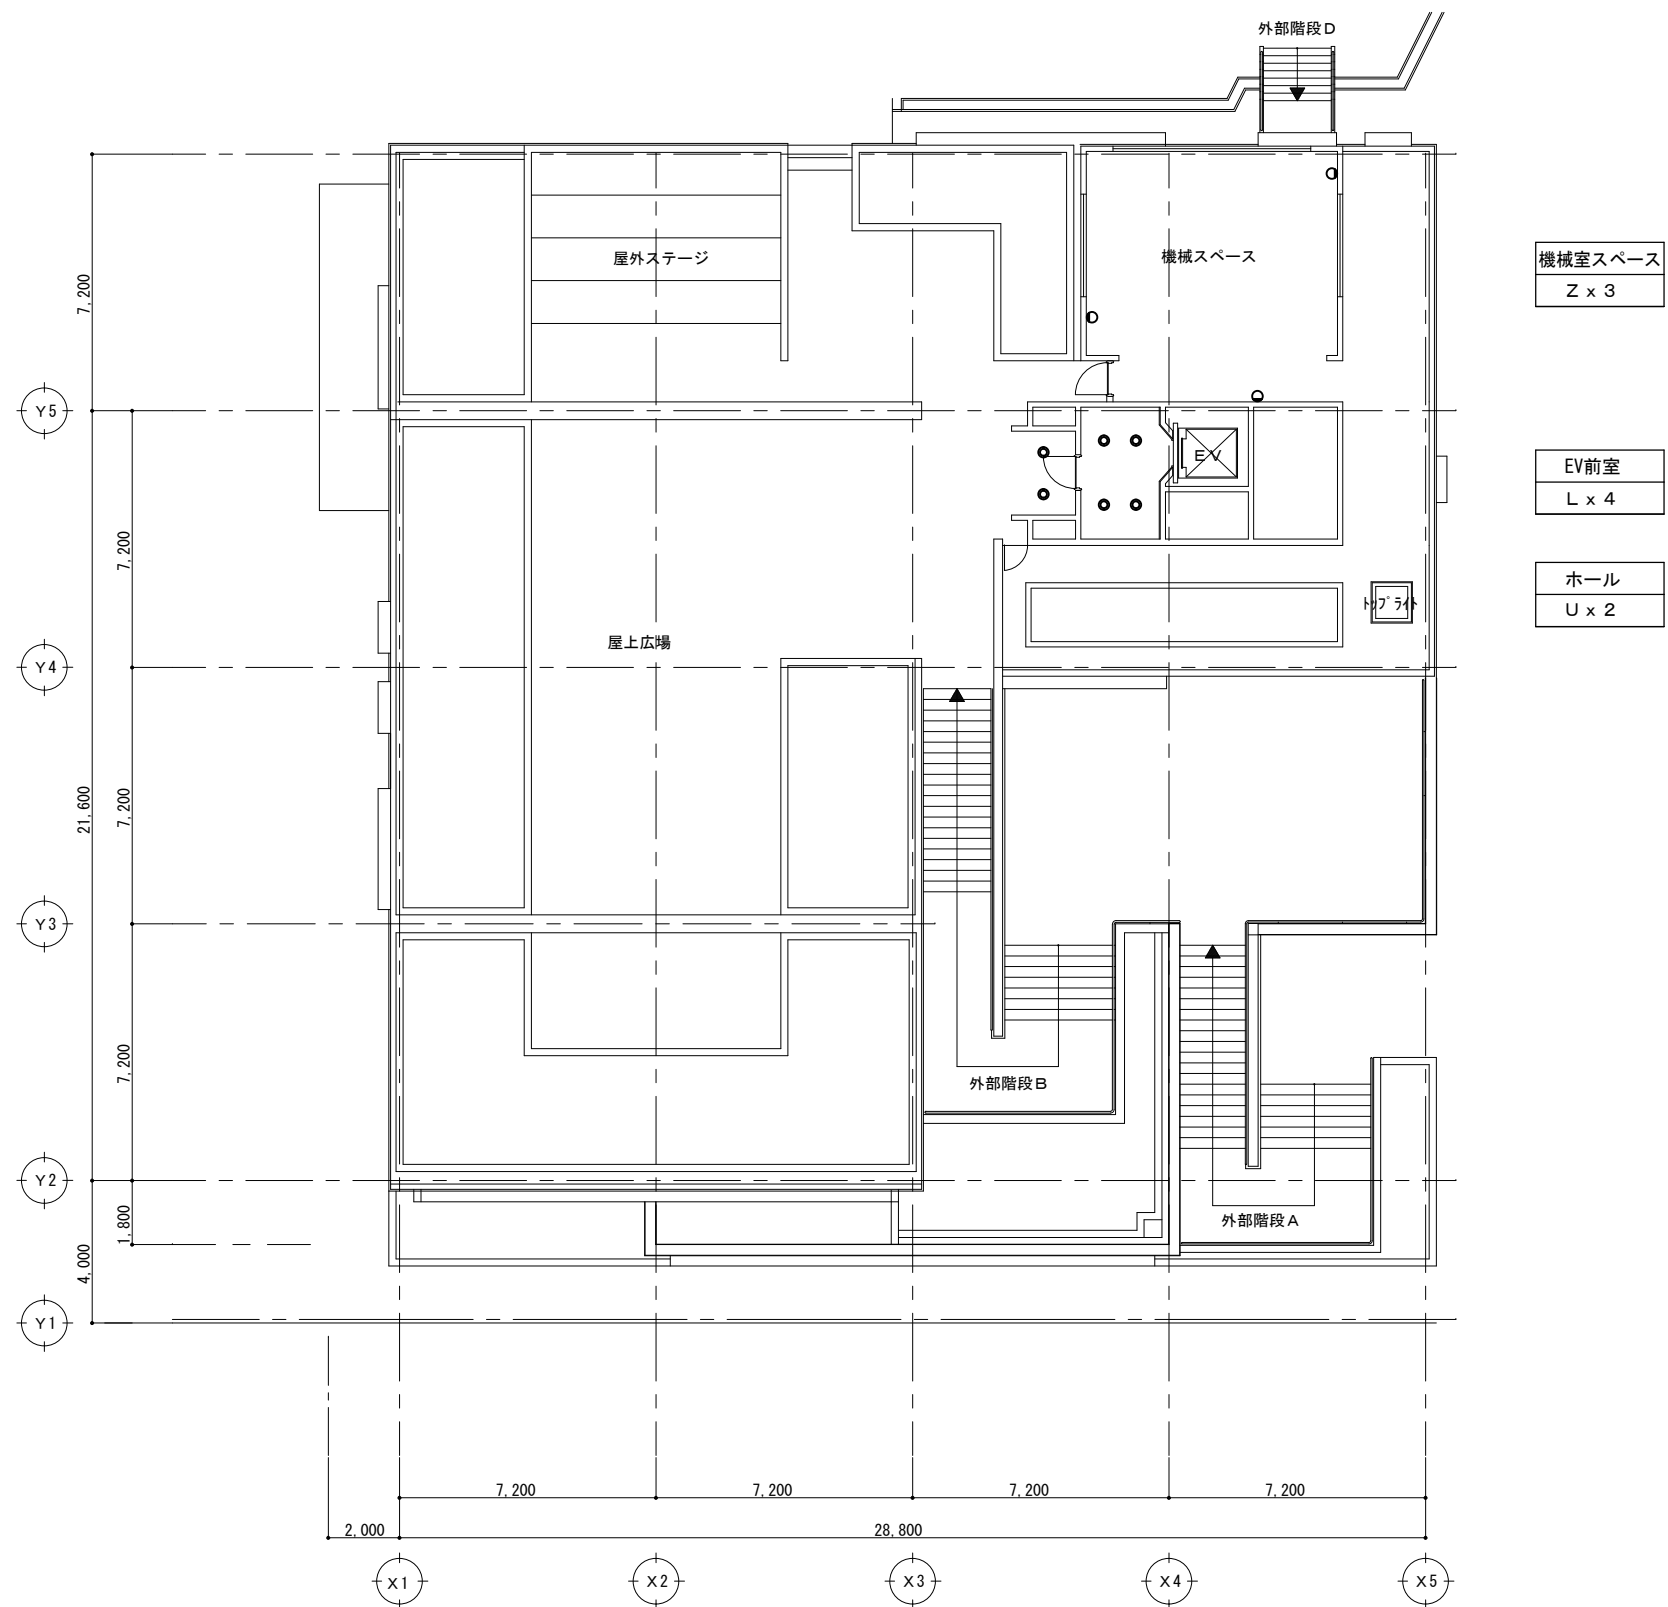 外部階段D
屋外ステージ
機械スペース
機械室スペース
Z x 3
7,200
Y5
EV
EV前室
L x 4
7,200
ホール
U x 2
トップライト
屋上広場
Y4
21,600
7,200
Y3
7,200
外部階段B
Y2
外部階段A
1,800
4,000
Y1
7,200
7,200
7,200
7,200
2,000
28,800
X1
X2
X3
X4
X5